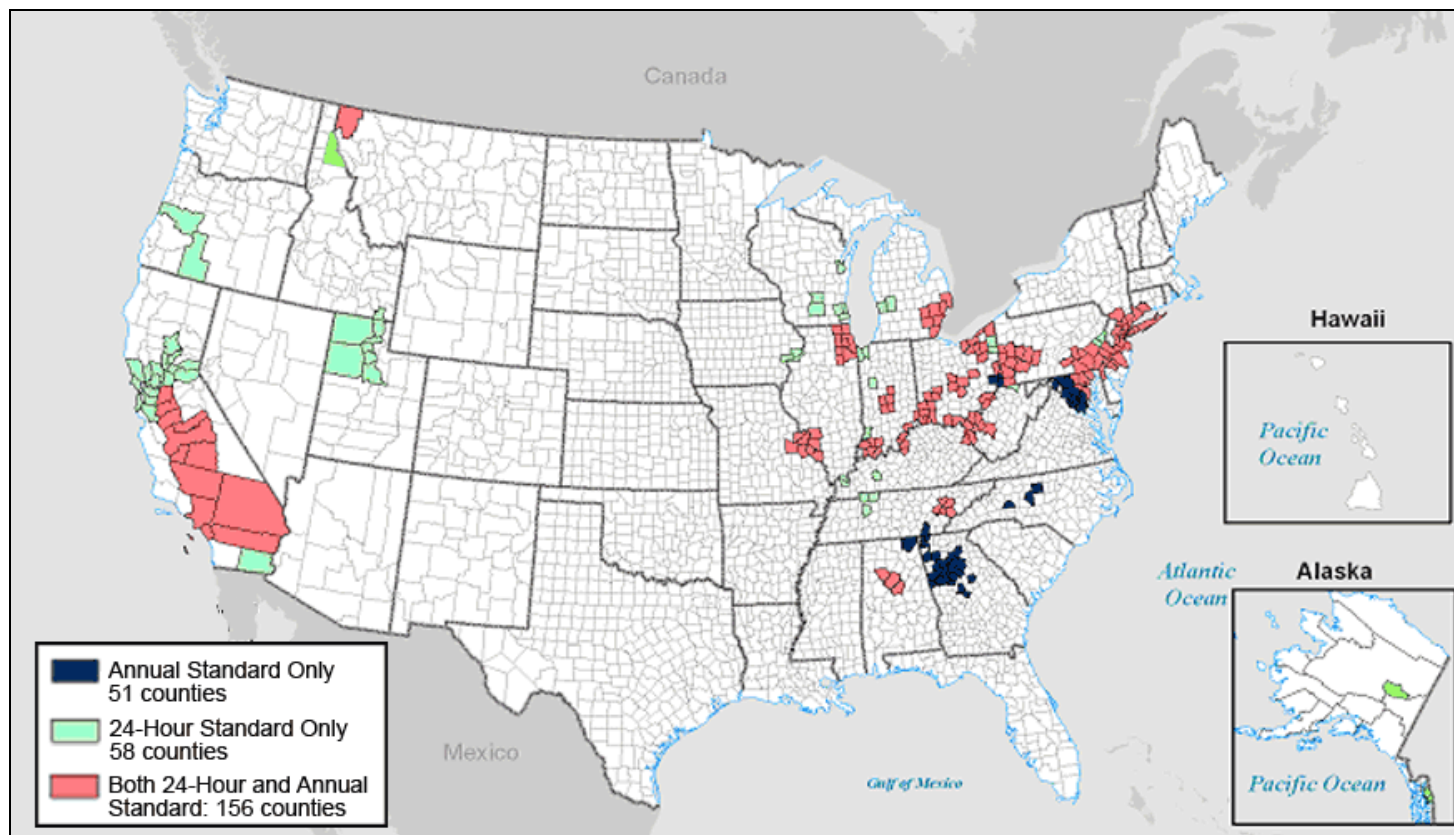 Canada
Hawaii
Pacific
Ocean
Atlantic
Ocean
Alaska
Annual Standard Only
51 counties
24-Hour Standard Only
58 counties
Both 24-Hour and Annual
Standard: 156 counties
Mexico
Gulf of Mexico
Pacific Ocean